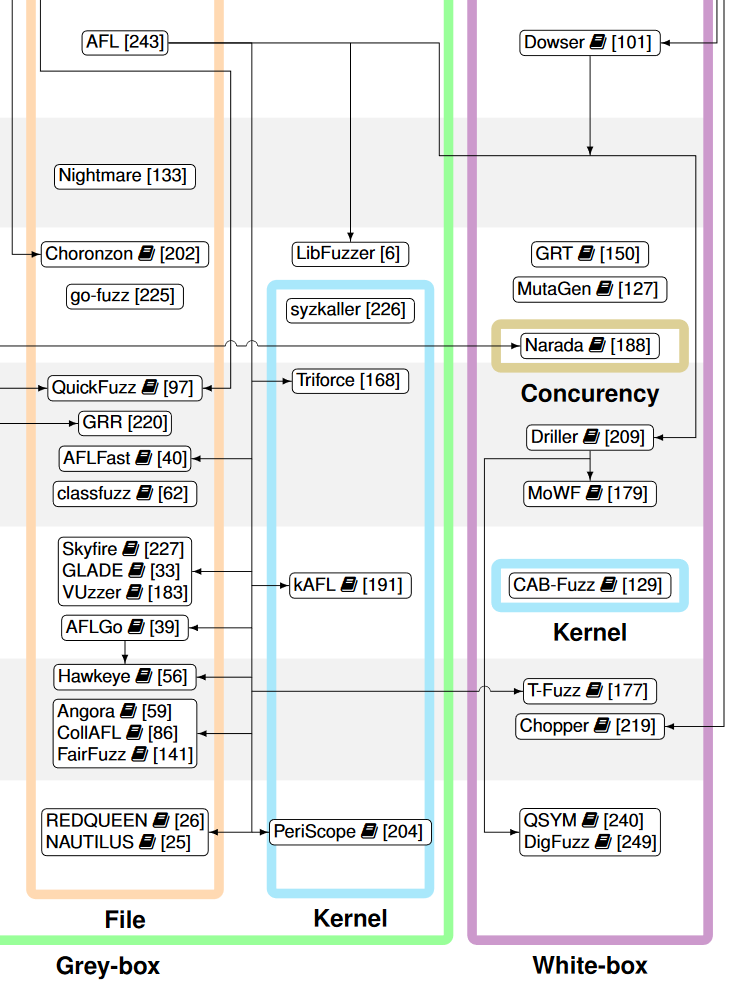 AFL [243]
Dowser [101]
Nightmare [133]
Choronzon [202]
LibFuzzer [6]
GRT [150]
go-fuzz [225]
MutaGen [127]
syzkaller [226]
Narada [188]
QuickFuzz [97]
Triforce [168]
Concurency
GRR [220]
Driller [209]
AFLFast [40]
classfuzz [62]
MoWF [179]
Skyfire [227]
GLADE [33]
VUzzer [183]
kAFL [191]
CAB-Fuzz [129]
AFLGo [39]
Kernel
Hawkeye [56]
T-Fuzz [177]
Angora [59]
CollAFL [86]
FairFuzz [141]
Chopper [219]
REDQUEEN [26]
NAUTILUS [25]
PeriScope [204]
QSYM [240]
DigFuzz [249]
File
Kernel
Grey-box
White-box